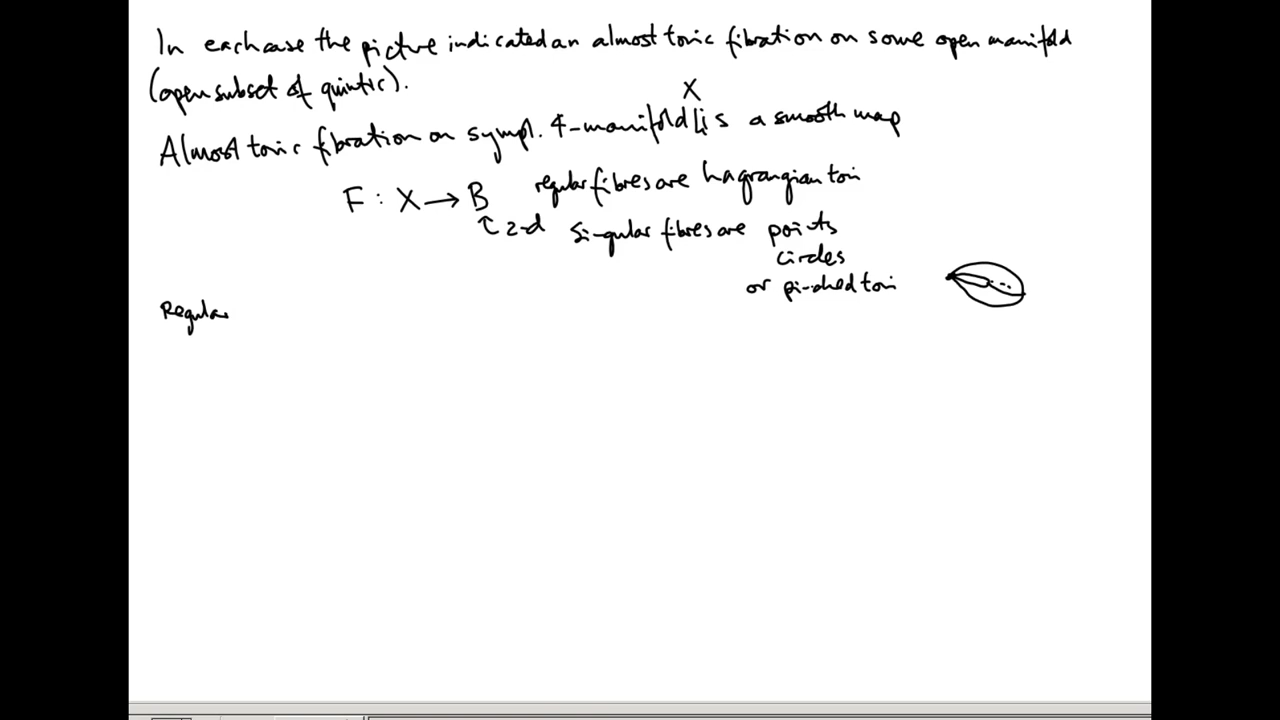 In each case the picture indicated an almost toric fibration on some open manifold
(open subset of quintic).
X
Almost toric fibration on sympl. 4-manifold is a smooth map
F : X → B regular fibres are Lagrangian tori
2-d singular fibres are points
circles
or pinched tori
Regular